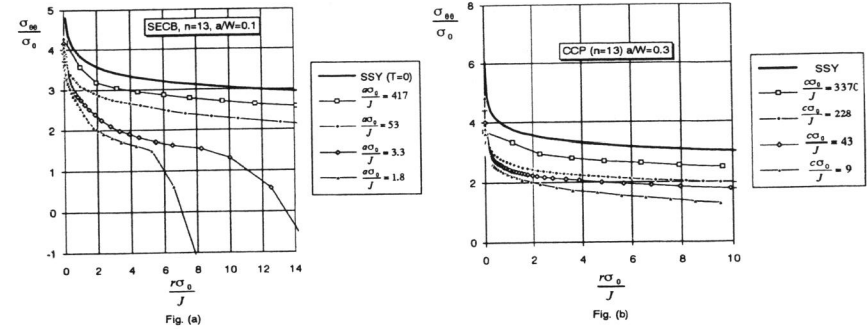 σθθ
σ0
SECB, n=13, a/W=0.1
5
4
3
2
1
0
-1
0 2 4 6 8 10 12 14
rσ0
J
Fig. (a)
SSY (T=0)
aσ0/J = 417
aσ0/J = 53
aσ0/J = 3.3
aσ0/J = 1.8
σθθ
σ0
CCP (n=13) a/W=0.3
8
6
4
2
0
0 2 4 6 8 10
rσ0
J
Fig. (b)
SSY
cσ0/J = 337C
cσ0/J = 228
cσ0/J = 43
cσ0/J = 9